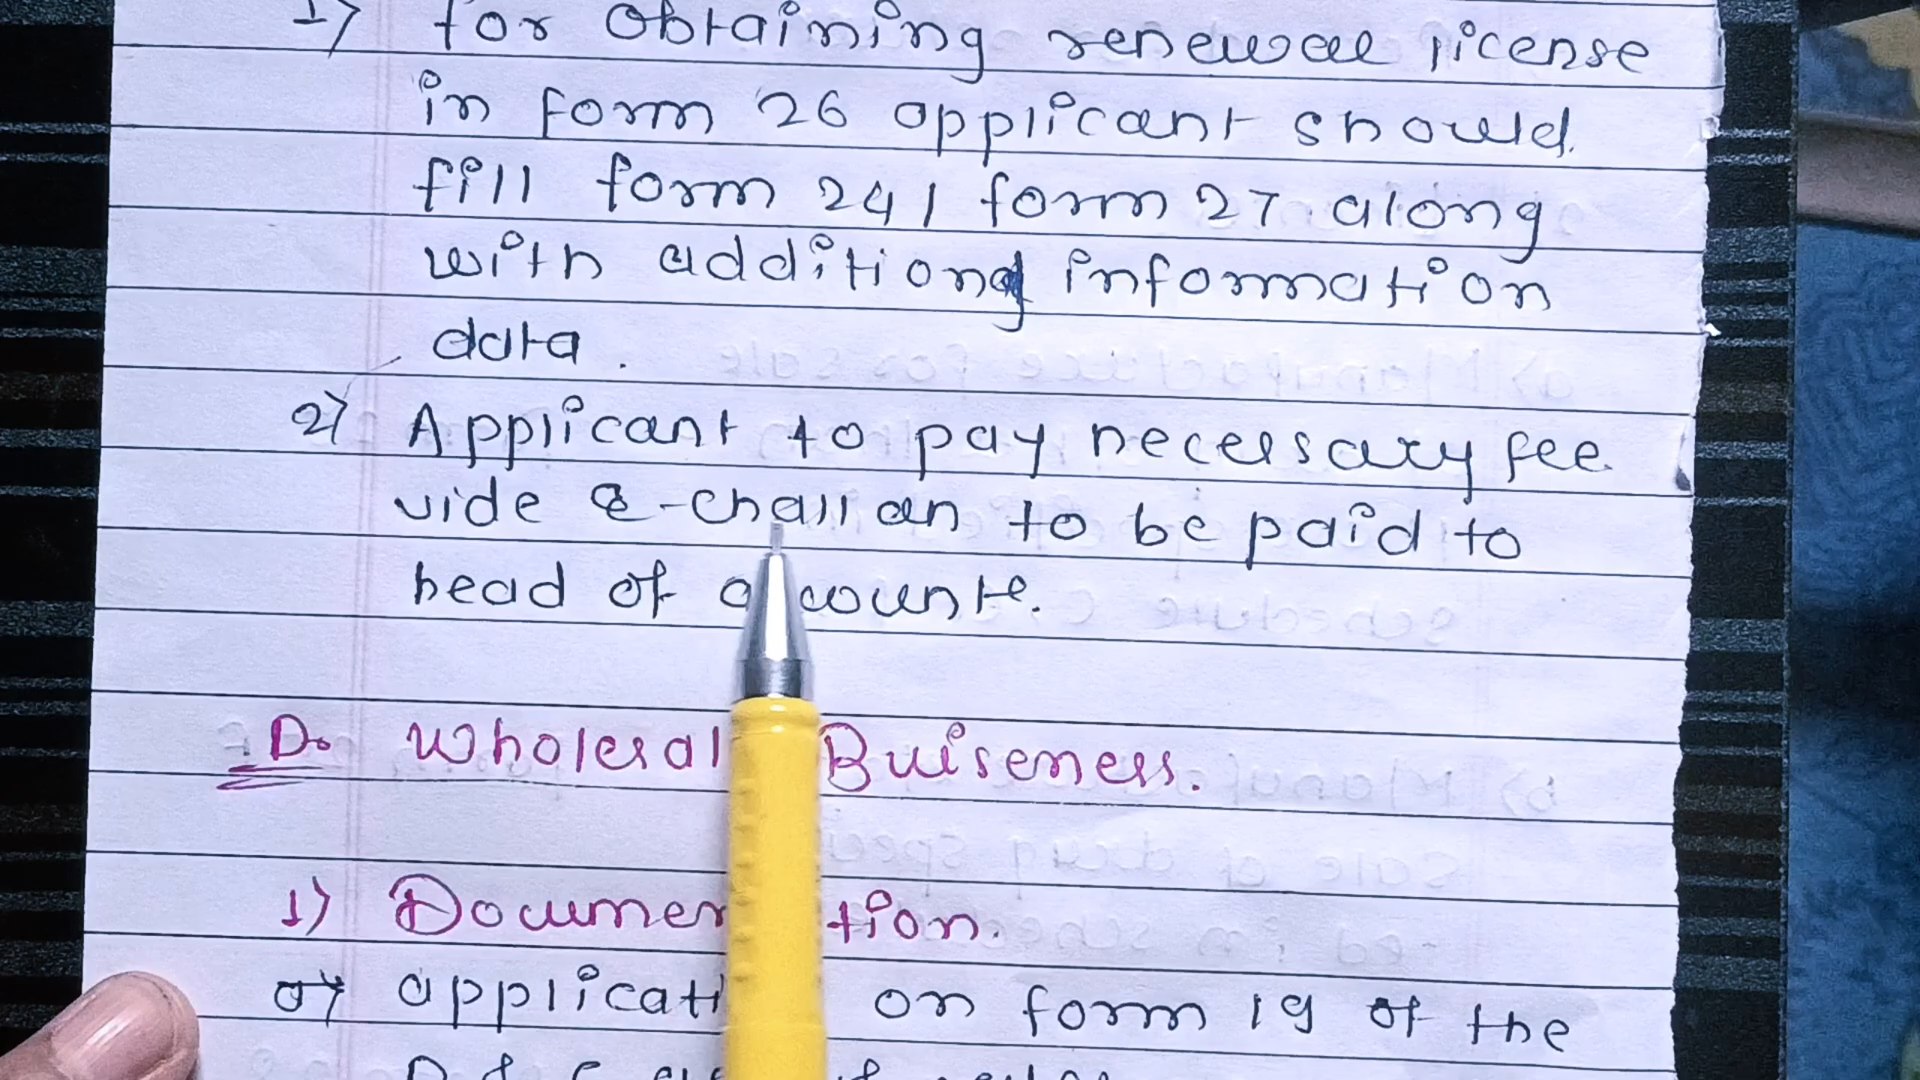 1) for obtaining renewal license
in form 26 applicant should
fill form 24 / form 27 along
with additional information
data.
2) Applicant to pay necessary fee
vide e-challan to be paid to
head of accounte.
D. Wholesal Buiseness.
1) Documen tion.
a) applicati on form 19 of the